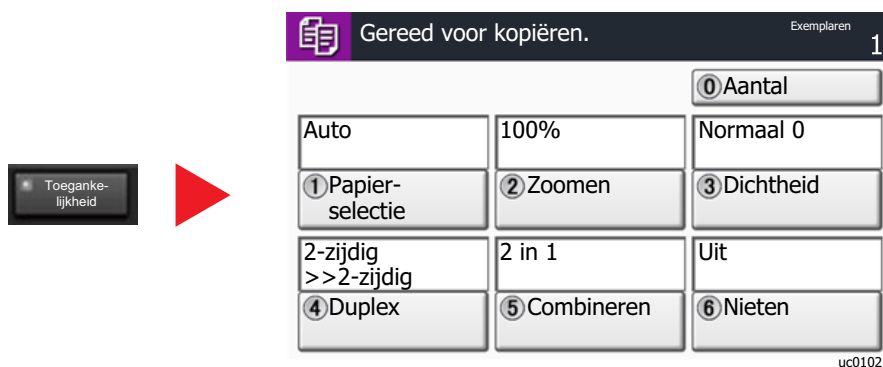 Gereed voor kopiëren.
Exemplaren
1
0 Aantal
Auto
100%
Normaal 0
Toeganke-
lijkheid
1 Papier-
selectie
2 Zoomen
3 Dichtheid
2-zijdig
>>2-zijdig
2 in 1
Uit
4 Duplex
5 Combineren
6 Nieten
uc0102